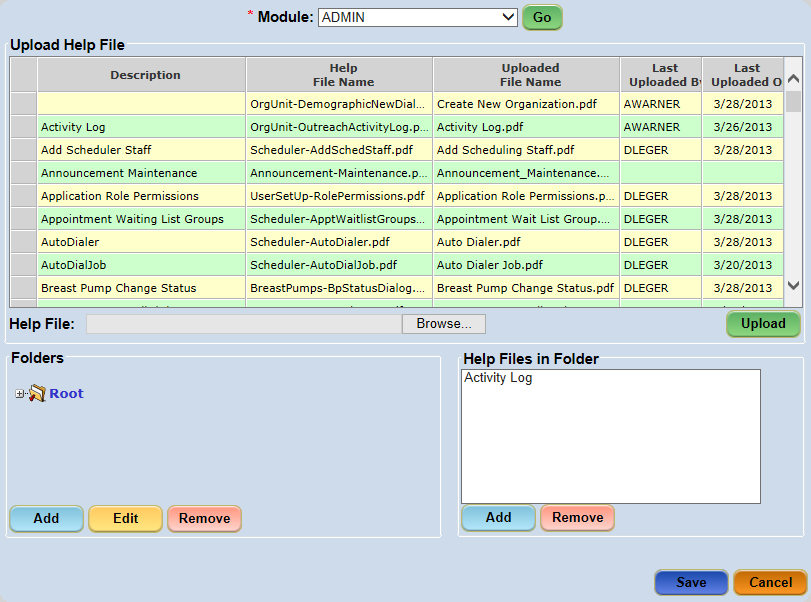 * Module: ADMIN Go
Upload Help File
Description Help File Name Uploaded File Name Last Uploaded By Last Uploaded O
OrgUnit-DemographicNewDial... Create New Organization.pdf AWARNER 3/28/2013
Activity Log OrgUnit-OutreachActivityLog.p... Activity Log.pdf AWARNER 3/26/2013
Add Scheduler Staff Scheduler-AddSchedStaff.pdf Add Scheduling Staff.pdf DLEGER 3/28/2013
Announcement Maintenance Announcement-Maintenance.p... Announcement_Maintenance....
Application Role Permissions UserSetUp-RolePermissions.pdf Application Role Permissions.p... DLEGER 3/28/2013
Appointment Waiting List Groups Scheduler-ApptWaitlistGroups... Appointment Wait List Group.... DLEGER 3/28/2013
AutoDialer Scheduler-AutoDialer.pdf Auto Dialer.pdf DLEGER 3/28/2013
AutoDialJob Scheduler-AutoDialJob.pdf Auto Dialer Job.pdf DLEGER 3/20/2013
Breast Pump Change Status BreastPumps-BpStatusDialog.... Breast Pump Change Status.pdf DLEGER 3/28/2013
Help File: Browse... Upload
Folders
Root
Add Edit Remove
Help Files in Folder
Activity Log
Add Remove
Save Cancel